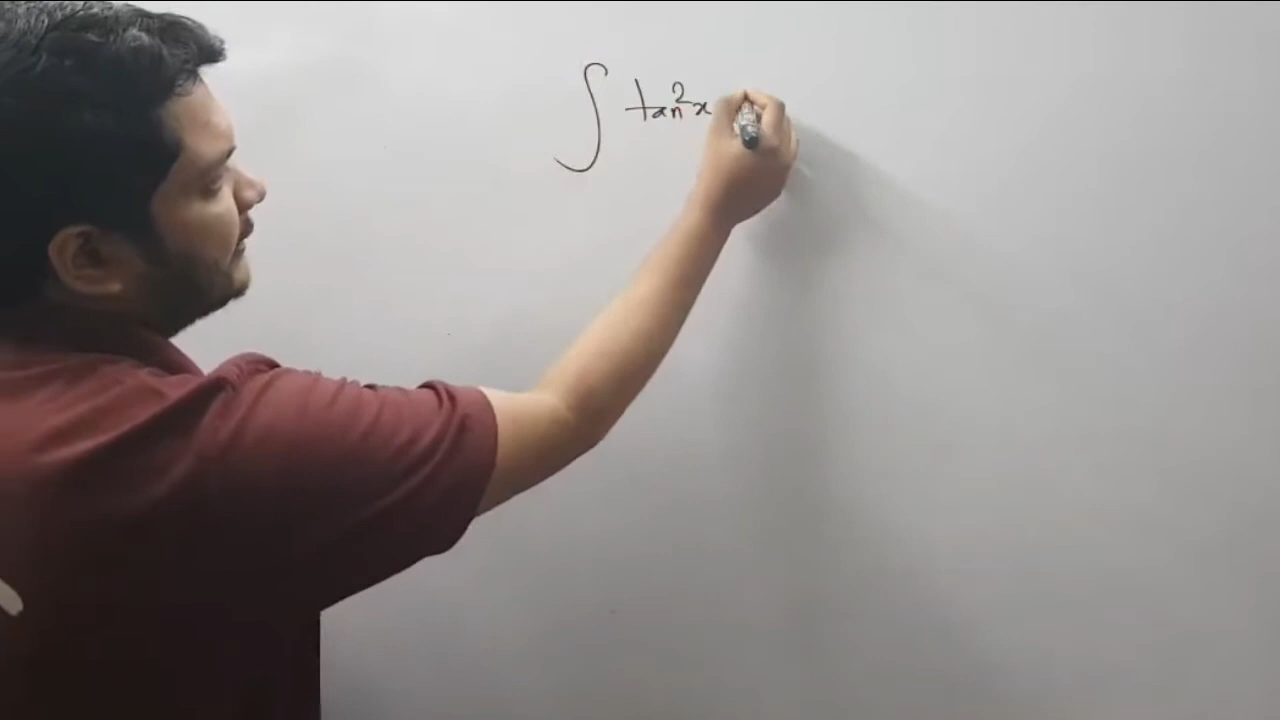 ∫ tan²x